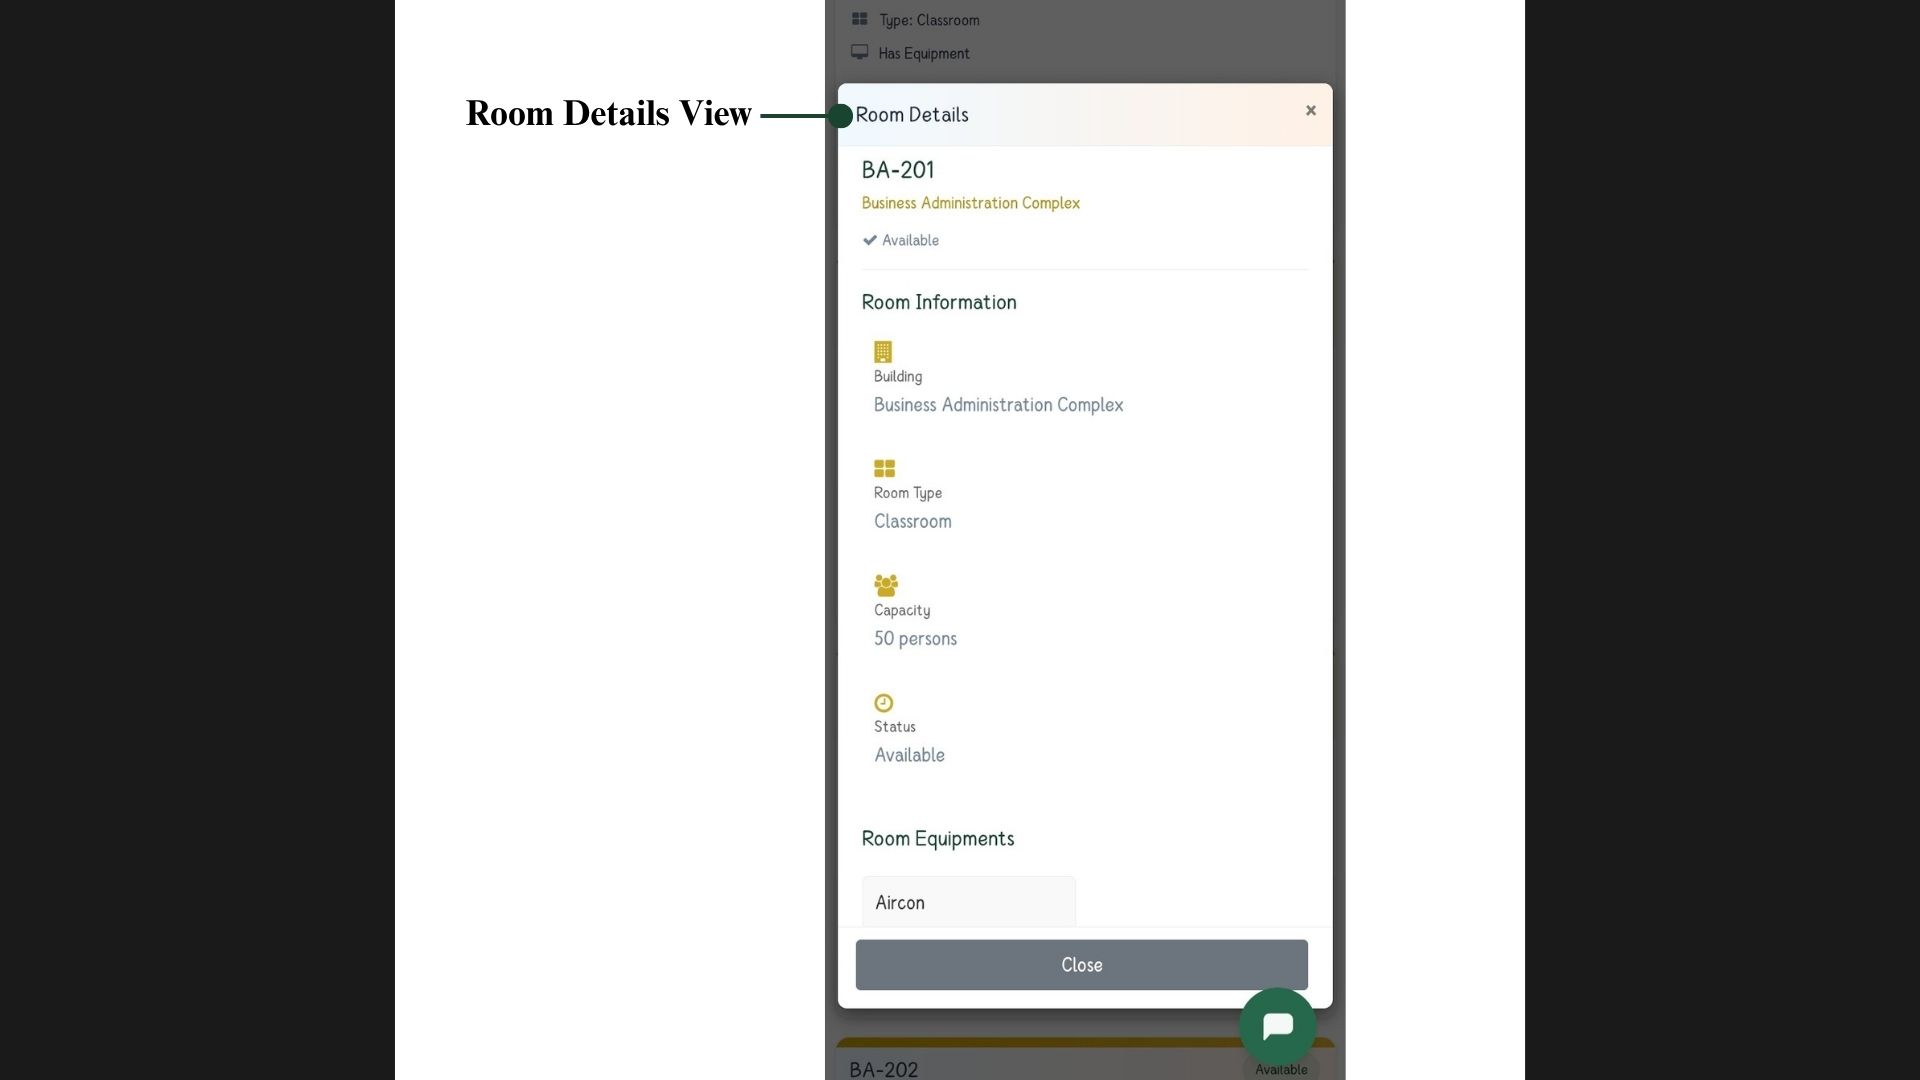 Type: Classroom
Has Equipment
Room Details View
Room Details
×
BA-201
Business Administration Complex
Available
Room Information
Building
Business Administration Complex
Room Type
Classroom
Capacity
50 persons
Status
Available
Room Equipments
Aircon
Close
BA-202
Available